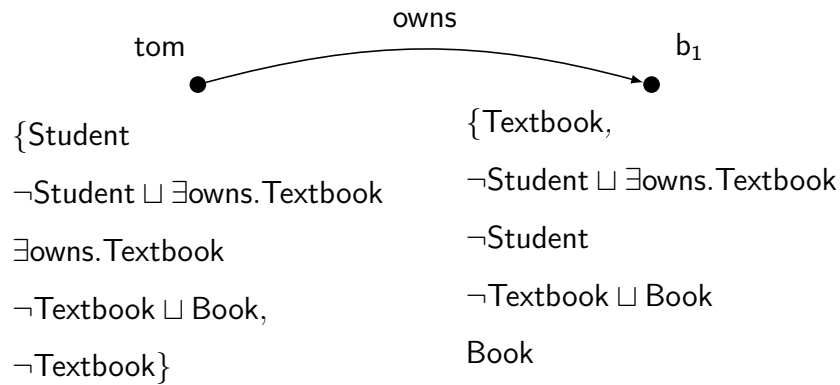 owns
tom
b₁
{Student
¬Student ⊔ ∃owns.Textbook
∃owns.Textbook
¬Textbook ⊔ Book,
¬Textbook}
{Textbook,
¬Student ⊔ ∃owns.Textbook
¬Student
¬Textbook ⊔ Book
Book